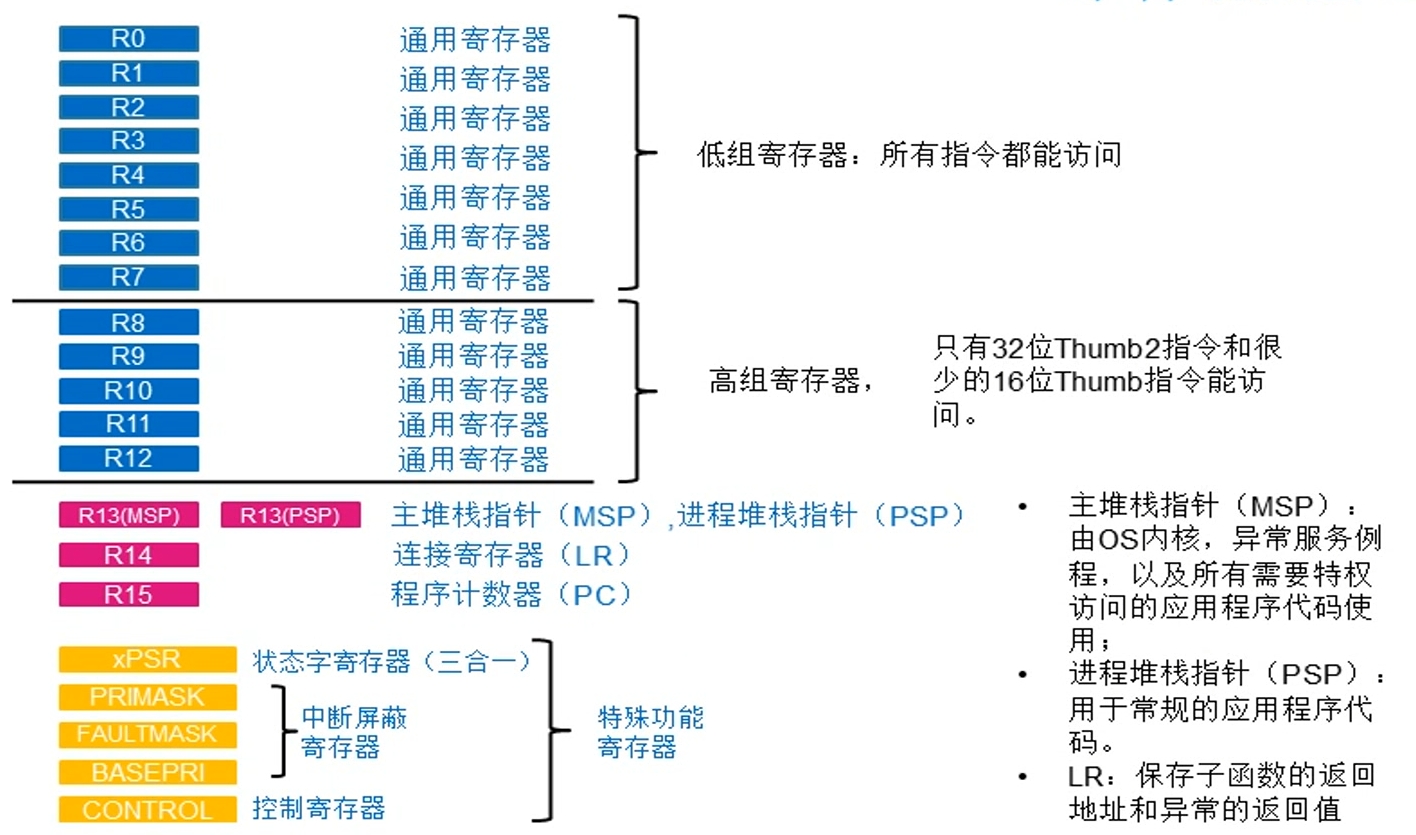 R0 通用寄存器
R1 通用寄存器
R2 通用寄存器
R3 通用寄存器
R4 通用寄存器
R5 通用寄存器
R6 通用寄存器
R7 通用寄存器
低组寄存器：所有指令都能访问
R8 通用寄存器
R9 通用寄存器
R10 通用寄存器
R11 通用寄存器
R12 通用寄存器
高组寄存器，
只有32位Thumb2指令和很
少的16位Thumb指令能访
问。
R13(MSP) R13(PSP) 主堆栈指针（MSP）,进程堆栈指针（PSP）
R14 连接寄存器（LR）
R15 程序计数器（PC）
xPSR 状态字寄存器（三合一）
PRIMASK
FAULTMASK
BASEPRI
中断屏蔽
寄存器
CONTROL 控制寄存器
特殊功能
寄存器
• 主堆栈指针（MSP）：
由OS内核，异常服务例
程，以及所有需要特权
访问的应用程序代码使
用；
• 进程堆栈指针（PSP）：
用于常规的应用程序代
码。
• LR：保存子函数的返回
地址和异常的返回值